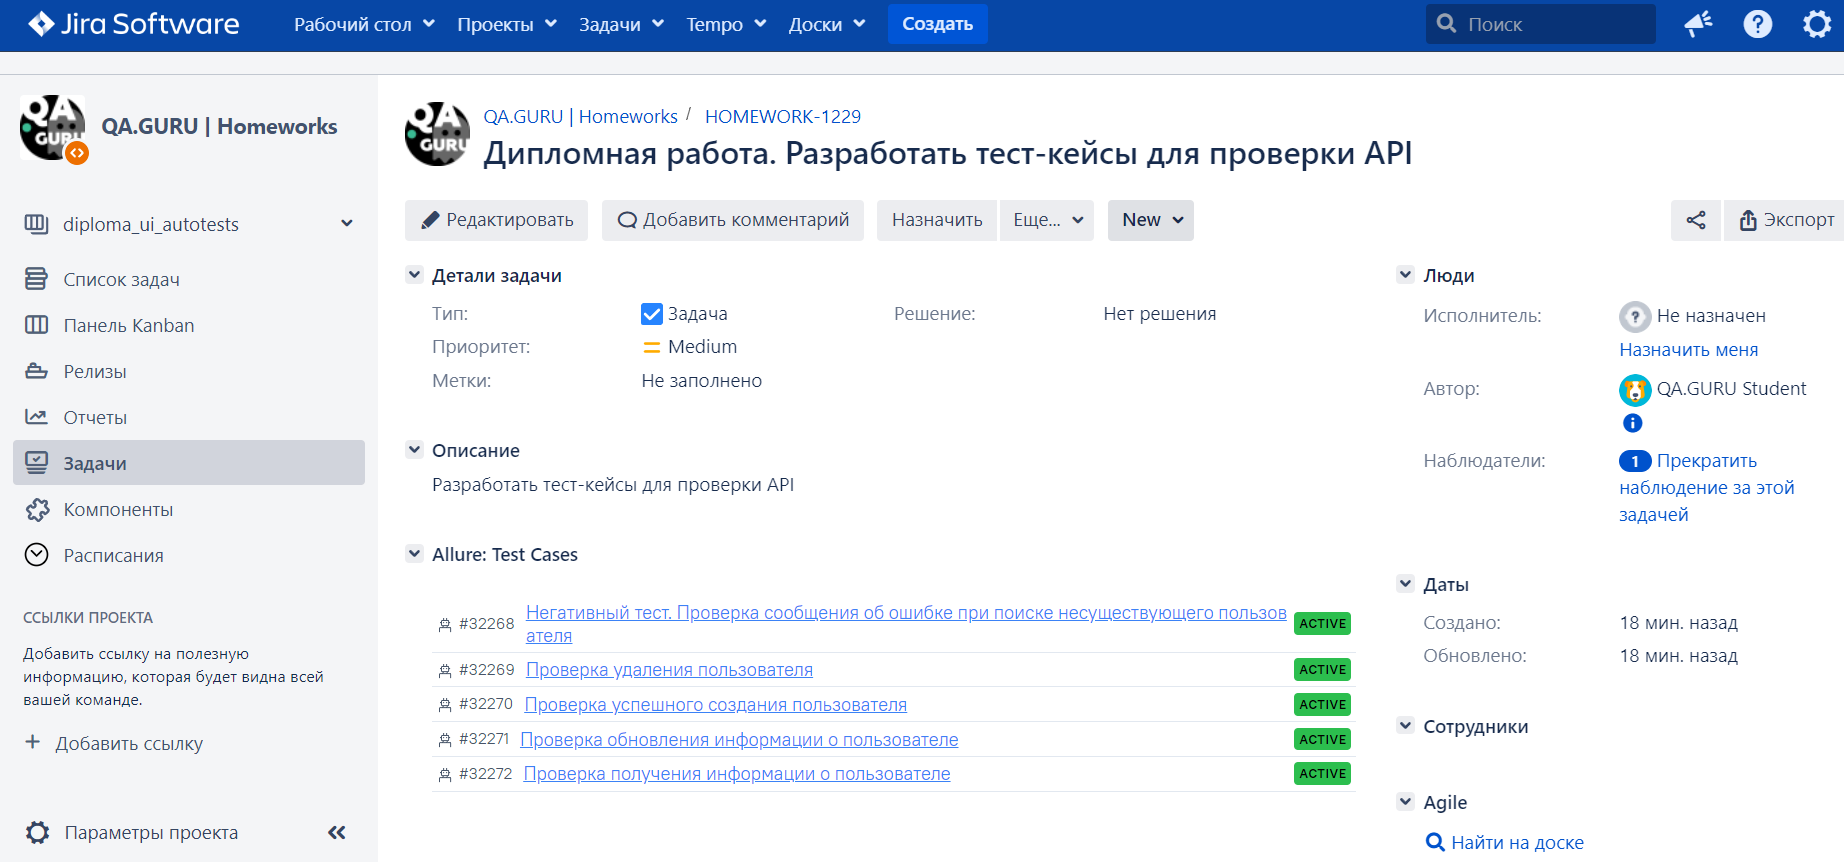 Jira Software
Рабочий стол
Проекты
Задачи
Tempo
Доски
Создать
Поиск
QA GURU
QA.GURU | Homeworks
diploma_ui_autotests
Список задач
Панель Kanban
Релизы
Отчеты
Задачи
Компоненты
Расписания
ССЫЛКИ ПРОЕКТА
Добавить ссылку на полезную
информацию, которая будет видна всей
вашей команде.
+ Добавить ссылку
Параметры проекта
QA GURU
QA.GURU | Homeworks / HOMEWORK-1229
Дипломная работа. Разработать тест-кейсы для проверки API
Редактировать
Добавить комментарий
Назначить
Еще...
New
Экспорт
Детали задачи
Тип: Задача
Решение: Нет решения
Приоритет: Medium
Метки: Не заполнено
Описание
Разработать тест-кейсы для проверки API
Allure: Test Cases
#32268 Негативный тест. Проверка сообщения об ошибке при поиске несуществующего пользов
ателя ACTIVE
#32269 Проверка удаления пользователя ACTIVE
#32270 Проверка успешного создания пользователя ACTIVE
#32271 Проверка обновления информации о пользователе ACTIVE
#32272 Проверка получения информации о пользователе ACTIVE
Люди
Исполнитель: Не назначен
Назначить меня
Автор: QA.GURU Student
Наблюдатели: 1 Прекратить
наблюдение за этой
задачей
Даты
Создано: 18 мин. назад
Обновлено: 18 мин. назад
Сотрудники
Agile
Найти на доске